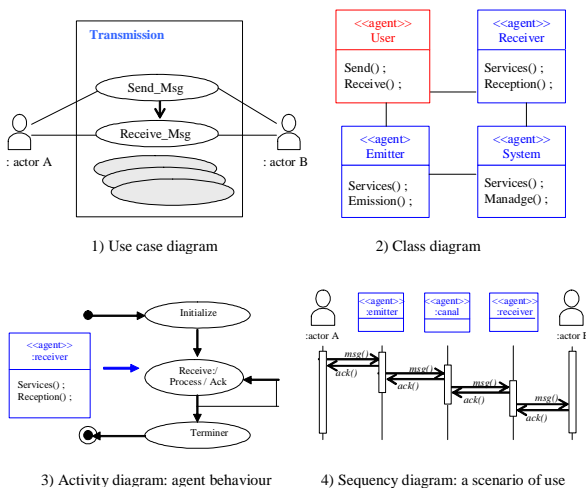 Transmission
Send_Msg
Receive_Msg
: actor A
: actor B
1) Use case diagram
<<agent>>
User
Send() ;
Receive() ;
<<agent>>
Receiver
Services() ;
Reception() ;
<<agent>
Emitter
Services() ;
Emission() ;
<<agent>>
System
Services() ;
Manadge() ;
2) Class diagram
Initialize
<<agent>>
:receiver
Services() ;
Reception() ;
Receive:/
Process / Ack
Terminer
3) Activity diagram: agent behaviour
:actor A
<<agent>>
:emitter
<<agent>>
:canal
<<agent>>
:receiver
:actor B
msg()
ack()
msg()
ack()
msg()
ack()
msg()
ack()
4) Sequency diagram: a scenario of use